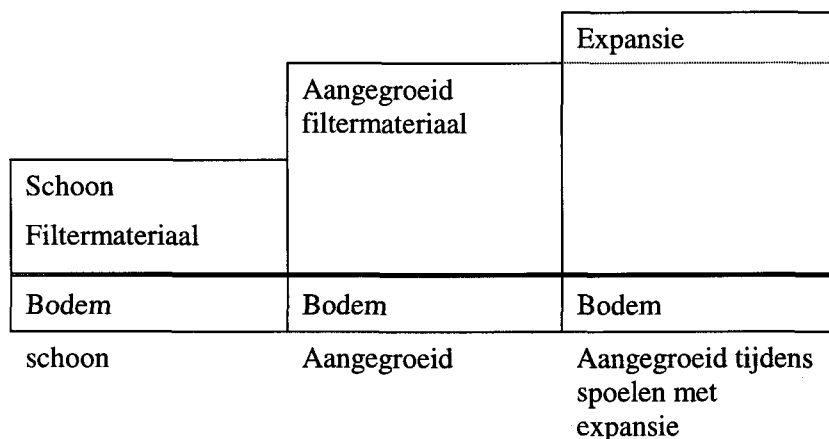 Expansie
Aangegroeid
filtermateriaal
Schoon
Filtermateriaal
Bodem
Bodem
Bodem
schoon
Aangegroeid
Aangegroeid tijdens
spoelen met
expansie